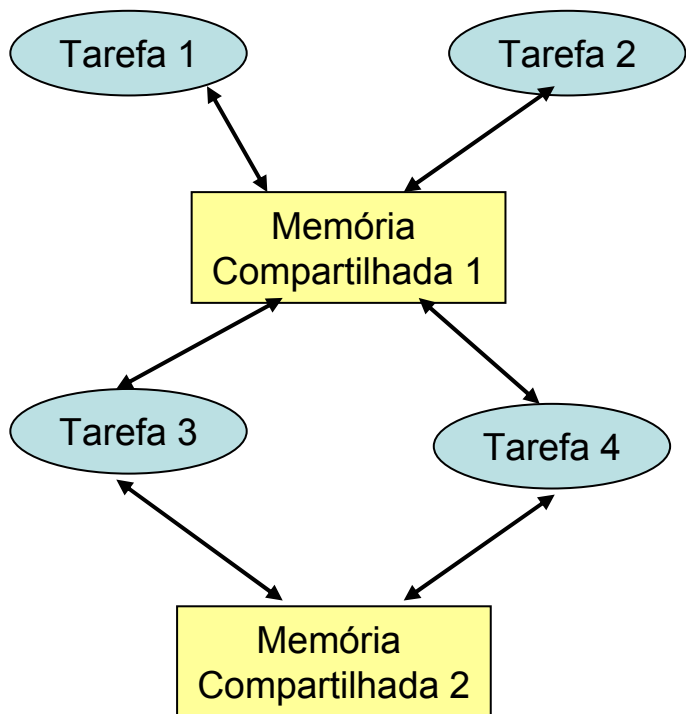 Tarefa 1
Tarefa 2
Memória
Compartilhada 1
Tarefa 3
Tarefa 4
Memória
Compartilhada 2